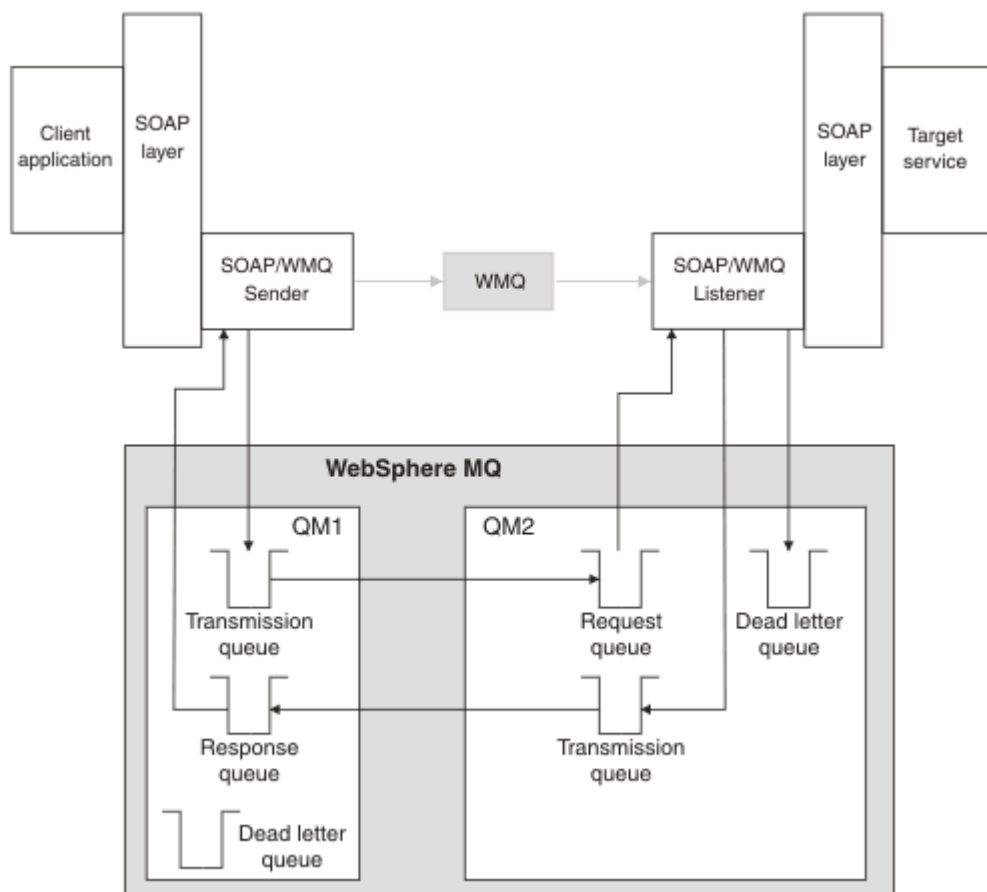 Client
application
SOAP
layer
SOAP
layer
Target
service
SOAP/WMQ
Sender
WMQ
SOAP/WMQ
Listener
WebSphere MQ
QM1
QM2
Transmission
queue
Request
queue
Dead letter
queue
Response
queue
Transmission
queue
Dead letter
queue